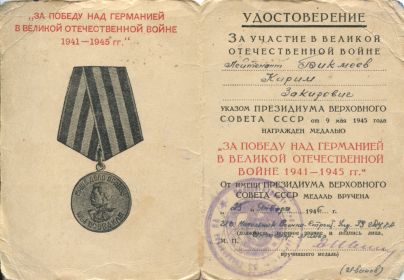 „ЗА ПОБЕДУ НАД ГЕРМАНИЕЙ
В ВЕЛИКОЙ ОТЕЧЕСТВЕННОЙ ВОЙНЕ
1941—1945 гг.“
УДОСТОВЕРЕНИЕ
ЗА УЧАСТИЕ В ВЕЛИКОЙ
ОТЕЧЕСТВЕННОЙ ВОЙНЕ
Лейтенант Бикмеев
Карим
Закирович
УКАЗОМ ПРЕЗИДИУМА ВЕРХОВНОГО
СОВЕТА СССР от 9 мая 1945 года
НАГРАЖДЕН МЕДАЛЬЮ
„ЗА ПОБЕДУ НАД ГЕРМАНИЕЙ
В ВЕЛИКОЙ ОТЕЧЕСТВЕННОЙ
ВОЙНЕ 1941—1945 гг.“
ОТ ИМЕНИ ПРЕЗИДИУМА ВЕРХОВНОГО
СОВЕТА СССР МЕДАЛЬ ВРУЧЕНА
Января 1946 г.
М. П.
вручившего медаль)